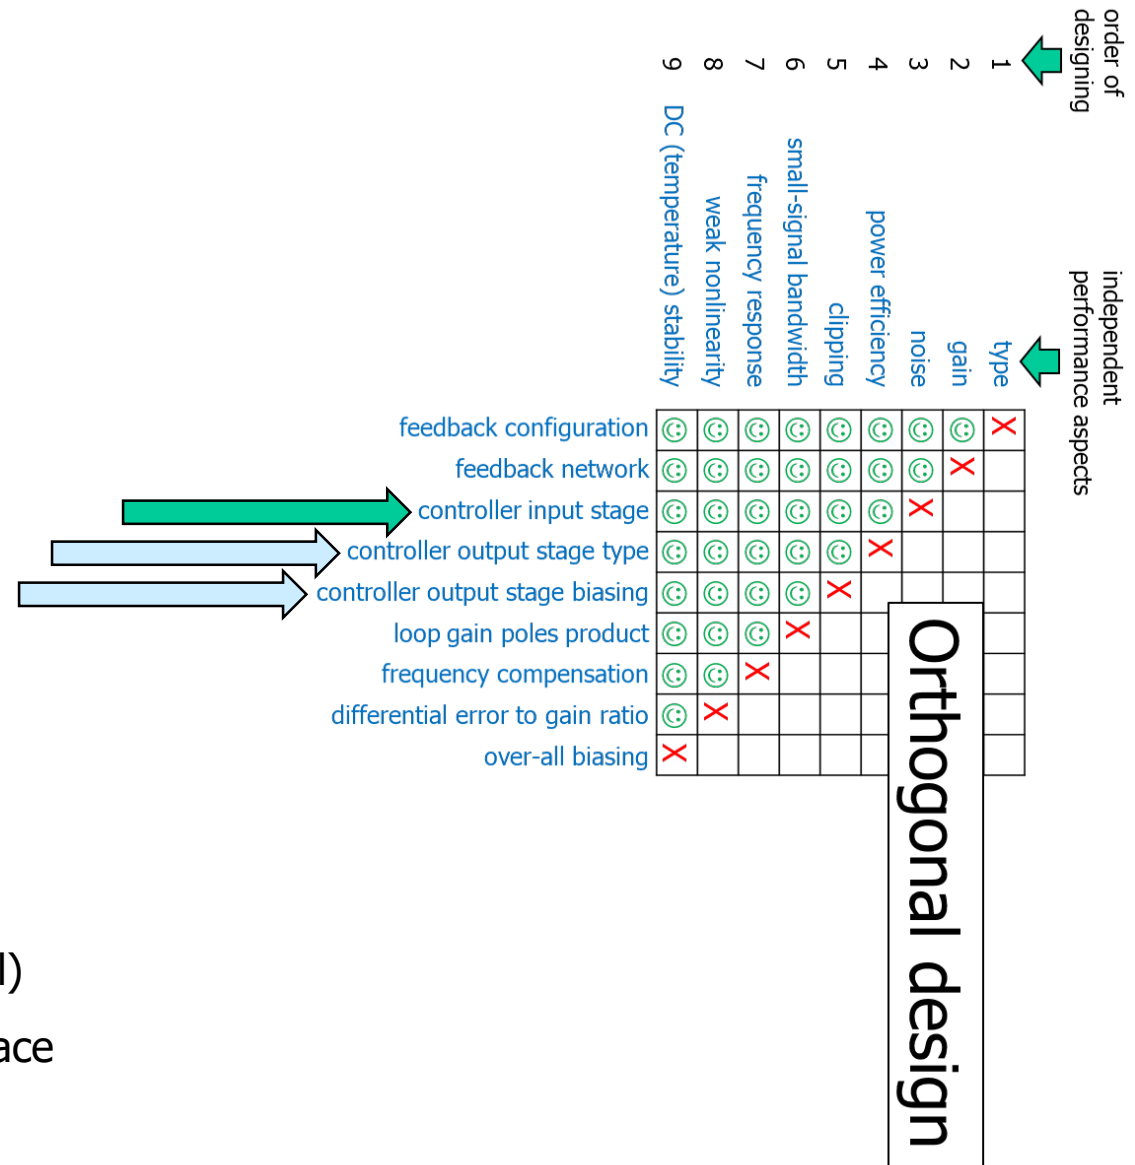 order of
designing
1
2
3
4
5
6
7
8
9
independent
performance aspects
type
gain
noise
power efficiency
clipping
small-signal bandwidth
frequency response
weak nonlinearity
DC (temperature) stability
feedback configuration
feedback network
controller input stage
controller output stage type
controller output stage biasing
loop gain poles product
frequency compensation
differential error to gain ratio
over-all biasing
Orthogonal design